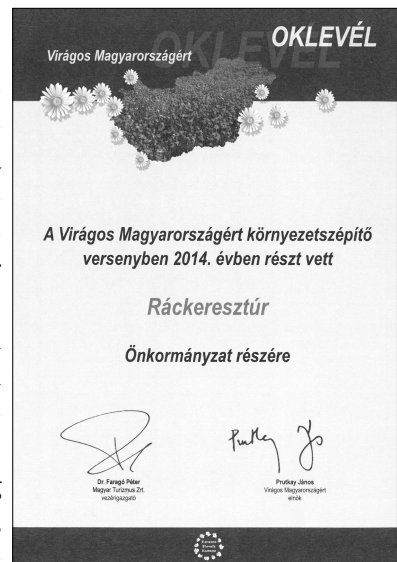 OKLEVÉL
OKLEVÉL
Virágos Magyarországért
A Virágos Magyarországért környezetszépítő
versenyben 2014. évben részt vett
Ráckeresztúr
Önkormányzat részére
Dr. Faragó Péter
Magyar Turizmus Zrt.
vezérigazgató
Prutkay János
Virágos Magyarországért
elnök